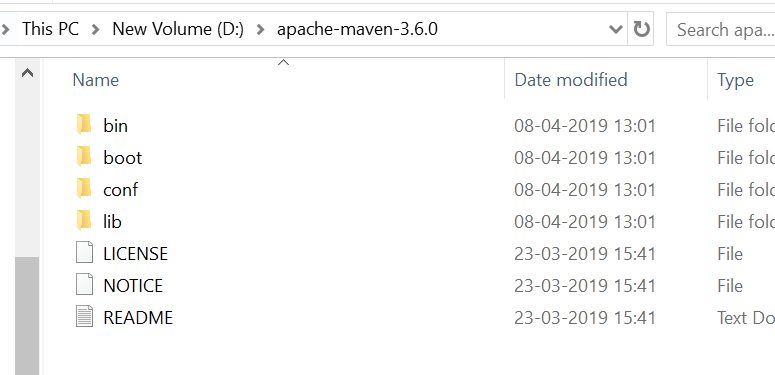 This PC > New Volume (D:) > apache-maven-3.6.0 Search apa...
Name Date modified Type
bin 08-04-2019 13:01 File fold
boot 08-04-2019 13:01 File fold
conf 08-04-2019 13:01 File fold
lib 08-04-2019 13:01 File fold
LICENSE 23-03-2019 15:41 File
NOTICE 23-03-2019 15:41 File
README 23-03-2019 15:41 Text Do